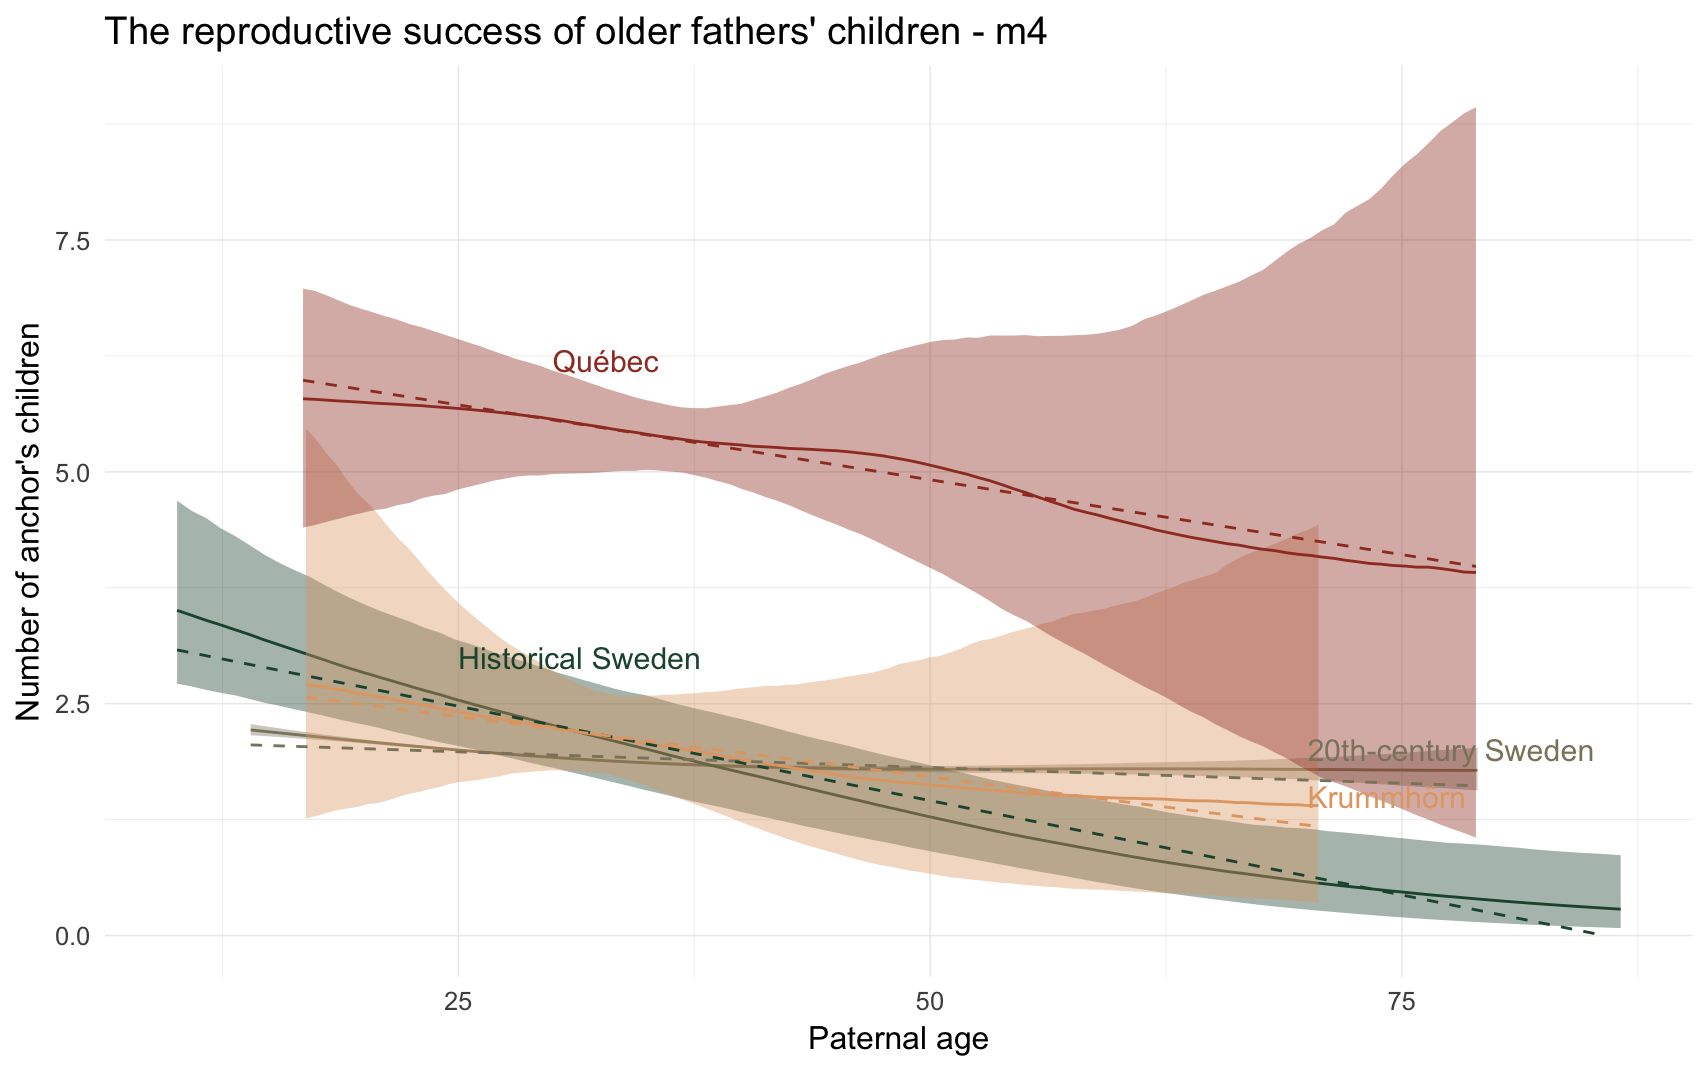 The reproductive success of older fathers' children - m4
Number of anchor's children
7.5
5.0
2.5
0.0
Québec
Historical Sweden
20th-century Sweden
Krummhörn
25
50
75
Paternal age